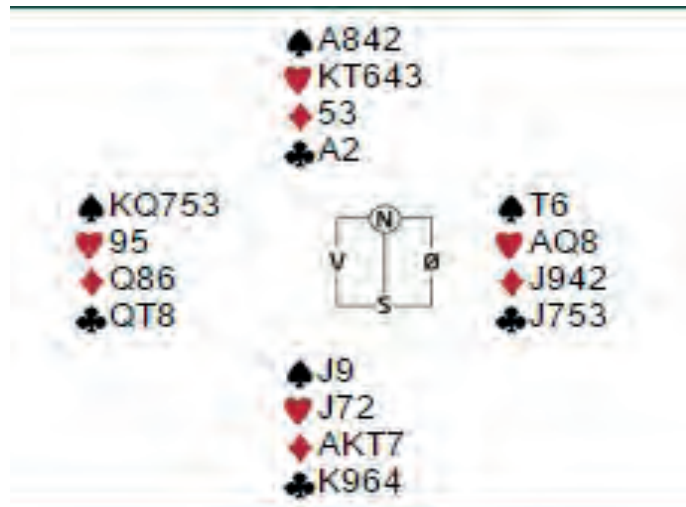 ♠A842
♥KT643
♦53
♣A2
♠KQ753
♥95
♦Q86
♣QT8
N
V Ø
S
♠T6
♥AQ8
♦J942
♣J753
♠J9
♥J72
♦AKT7
♣K964